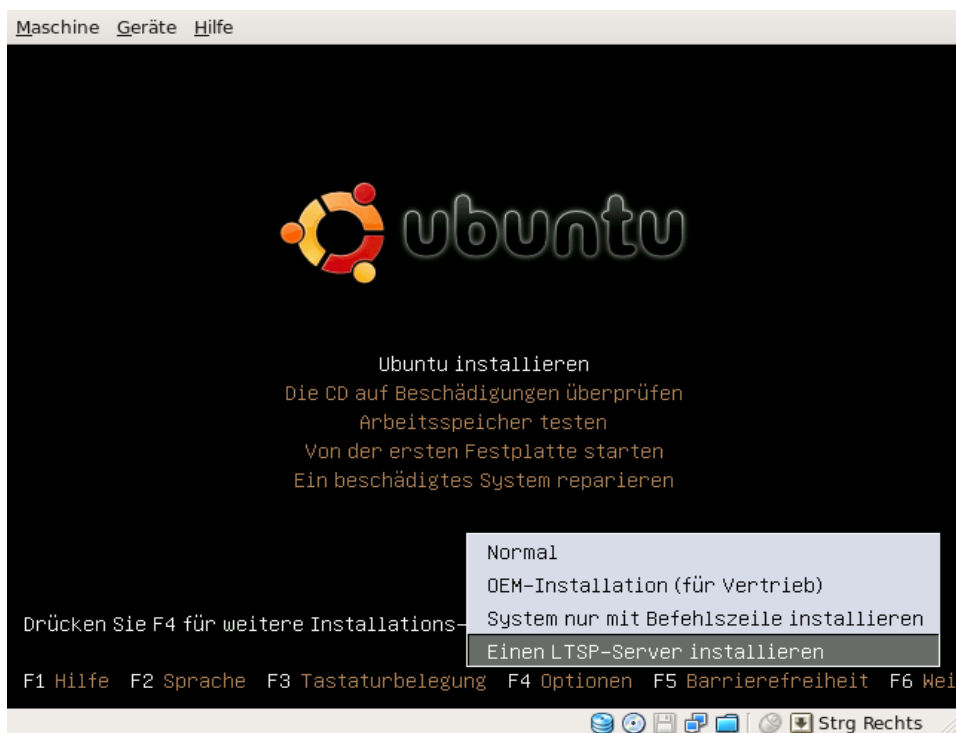 Maschine Geräte Hilfe
ubuntu
Ubuntu installieren
Die CD auf Beschädigungen überprüfen
Arbeitsspeicher testen
Von der ersten Festplatte starten
Ein beschädigtes System reparieren
Normal
OEM-Installation (für Vertrieb)
System nur mit Befehlszeile installieren
Einen LTSP-Server installieren
Drücken Sie F4 für weitere Installations-
F1 Hilfe F2 Sprache F3 Tastaturbelegung F4 Optionen F5 Barrierefreiheit F6 Wei
Strg Rechts